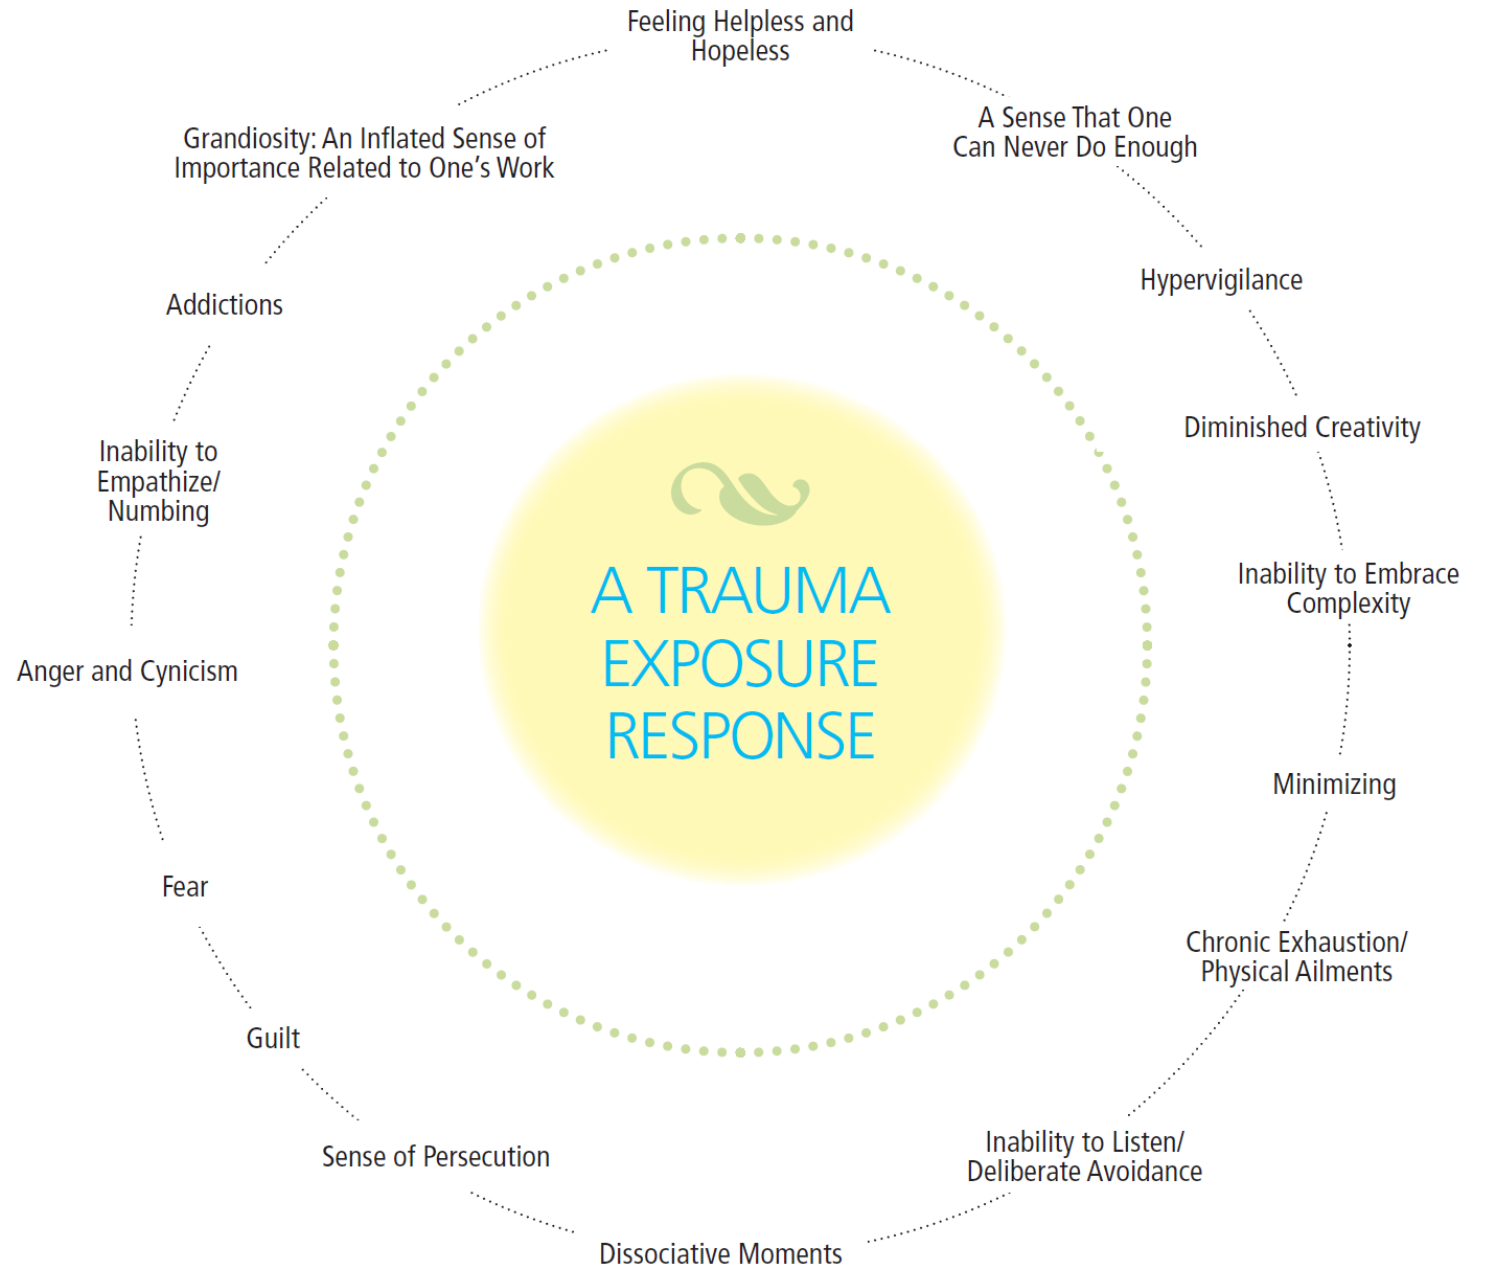 Feeling Helpless and
Hopeless
A Sense That One
Can Never Do Enough
Hypervigilance
Diminished Creativity
Inability to Embrace
Complexity
Minimizing
Chronic Exhaustion/
Physical Ailments
Inability to Listen/
Deliberate Avoidance
Dissociative Moments
Sense of Persecution
Guilt
Fear
Anger and Cynicism
Inability to
Empathize/
Numbing
Addictions
Grandiosity: An Inflated Sense of
Importance Related to One’s Work
A TRAUMA
EXPOSURE
RESPONSE